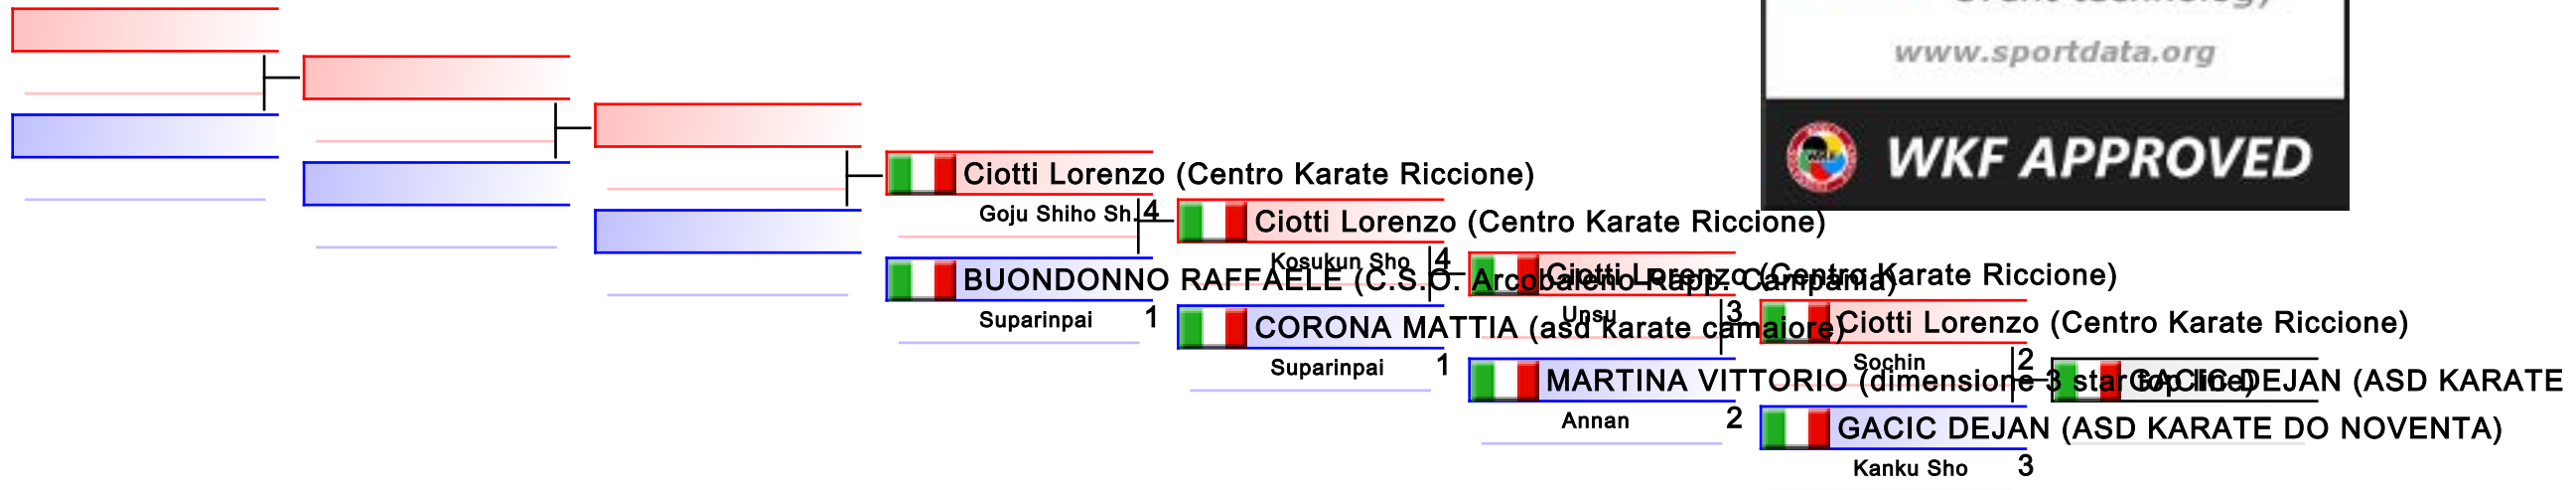 www.sportdata.org
WKF APPROVED
Ciotti Lorenzo (Centro Karate Riccione)
Goju Shiho Sh. 4
BUONDONNO RAFFAELE (C.S.O. Arcobaleno-Rapp. Campania)
Suparinpai 1
Ciotti Lorenzo (Centro Karate Riccione)
Kosukun Sho 4
CORONA MATTIA (asd karate camaiore)
Suparinpai 1
Ciotti Lorenzo (Centro Karate Riccione)
Unsu 3
MARTINA VITTORIO (dimensione 3 star top line)
Annan 2
Ciotti Lorenzo (Centro Karate Riccione)
Sochin 2
GACIC DEJAN (ASD KARATE DO NOVENTA)
Kanku Sho 3
GACIC DEJAN (ASD KARATE